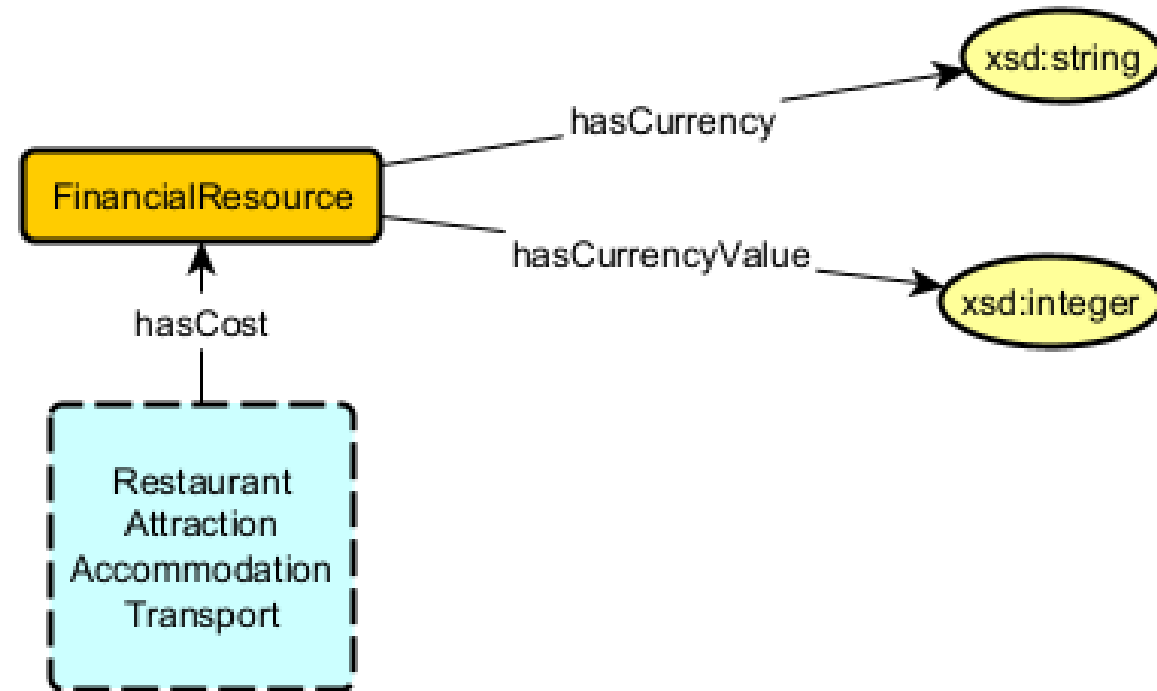 xsd:string
hasCurrency
FinancialResource
hasCurrencyValue
xsd:integer
hasCost
Restaurant
Attraction
Accommodation
Transport